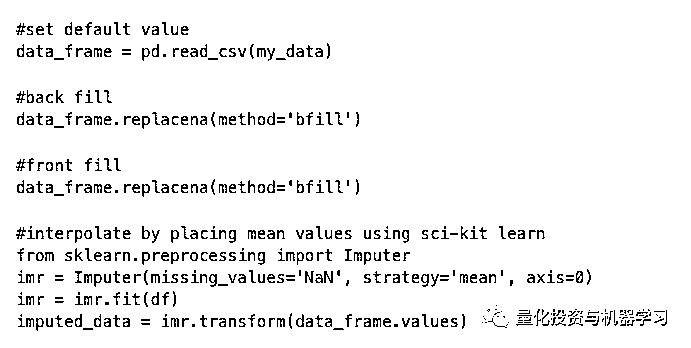 #set default value
data_frame = pd.read_csv(my_data)
#back fill
data_frame.replacena(method='bfill')
#front fill
data_frame.replacena(method='bfill')
#interpolate by placing mean values using sci-kit learn
from sklearn.preprocessing import Imputer
imr = Imputer(missing_values='NaN', strategy='mean', axis=0)
imr = imr.fit(df)
imputed_data = imr.transform(data_frame.values)
量化投资与机器学习